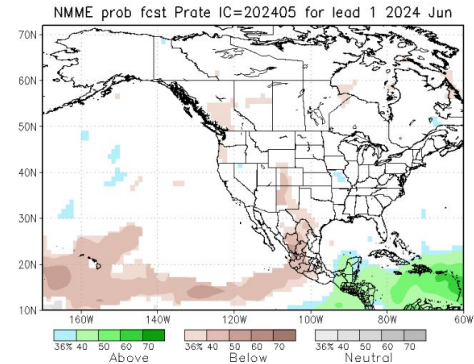 NMME prob fcst Prate IC=202405 for lead 1 2024 Jun
70N
60N
50N
40N
30N
20N
10N
160W 140W 120W 100W 80W 60W
36% 40 50 60 70 36% 40 50 60 70 36% 40 50 60 70
Above Below Neutral